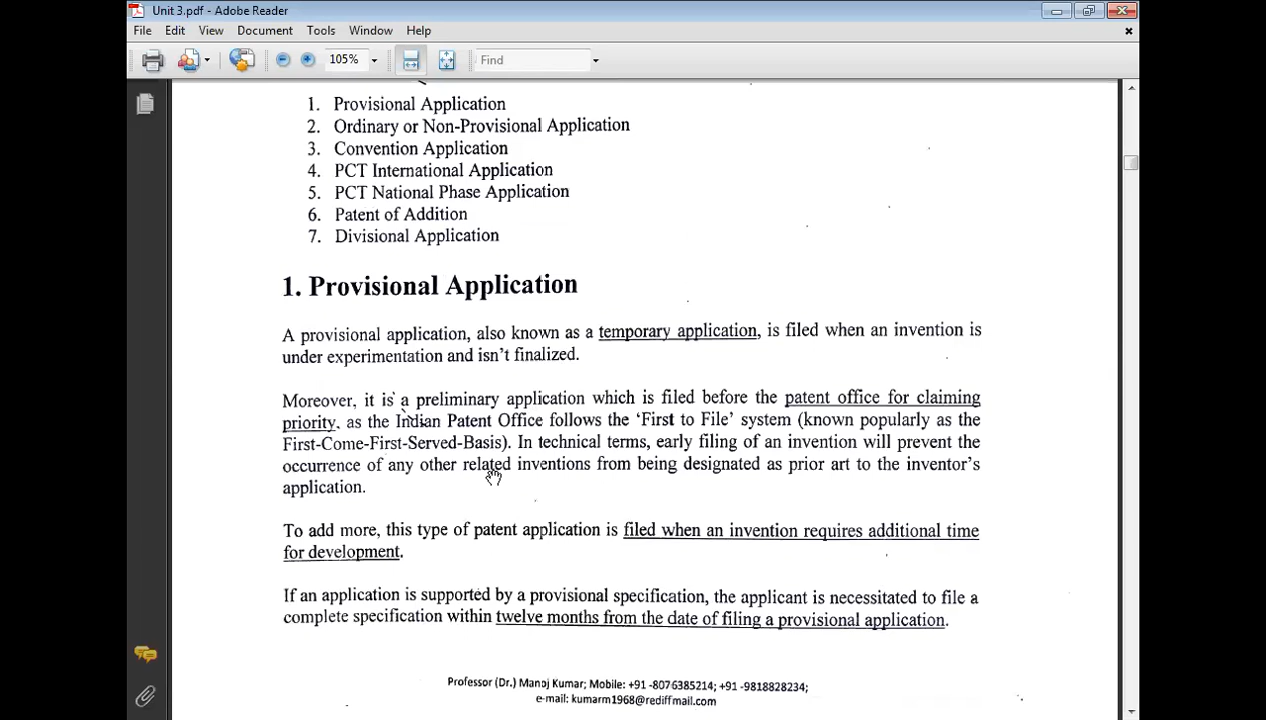 Unit 3.pdf - Adobe Reader
File Edit View Document Tools Window Help
105% Find
1. Provisional Application
2. Ordinary or Non-Provisional Application
3. Convention Application
4. PCT International Application
5. PCT National Phase Application
6. Patent of Addition
7. Divisional Application
1. Provisional Application
A provisional application, also known as a temporary application, is filed when an invention is
under experimentation and isn't finalized.
Moreover, it is a preliminary application which is filed before the patent office for claiming
priority, as the Indian Patent Office follows the 'First to File' system (known popularly as the
First-Come-First-Served-Basis). In technical terms, early filing of an invention will prevent the
occurrence of any other related inventions from being designated as prior art to the inventor's
application.
To add more, this type of patent application is filed when an invention requires additional time
for development.
If an application is supported by a provisional specification, the applicant is necessitated to file a
complete specification within twelve months from the date of filing a provisional application.
Professor (Dr.) Manoj Kumar; Mobile: +91 -8076385214; +91 -9818828234;
e-mail: kumarm1968@rediffmail.com